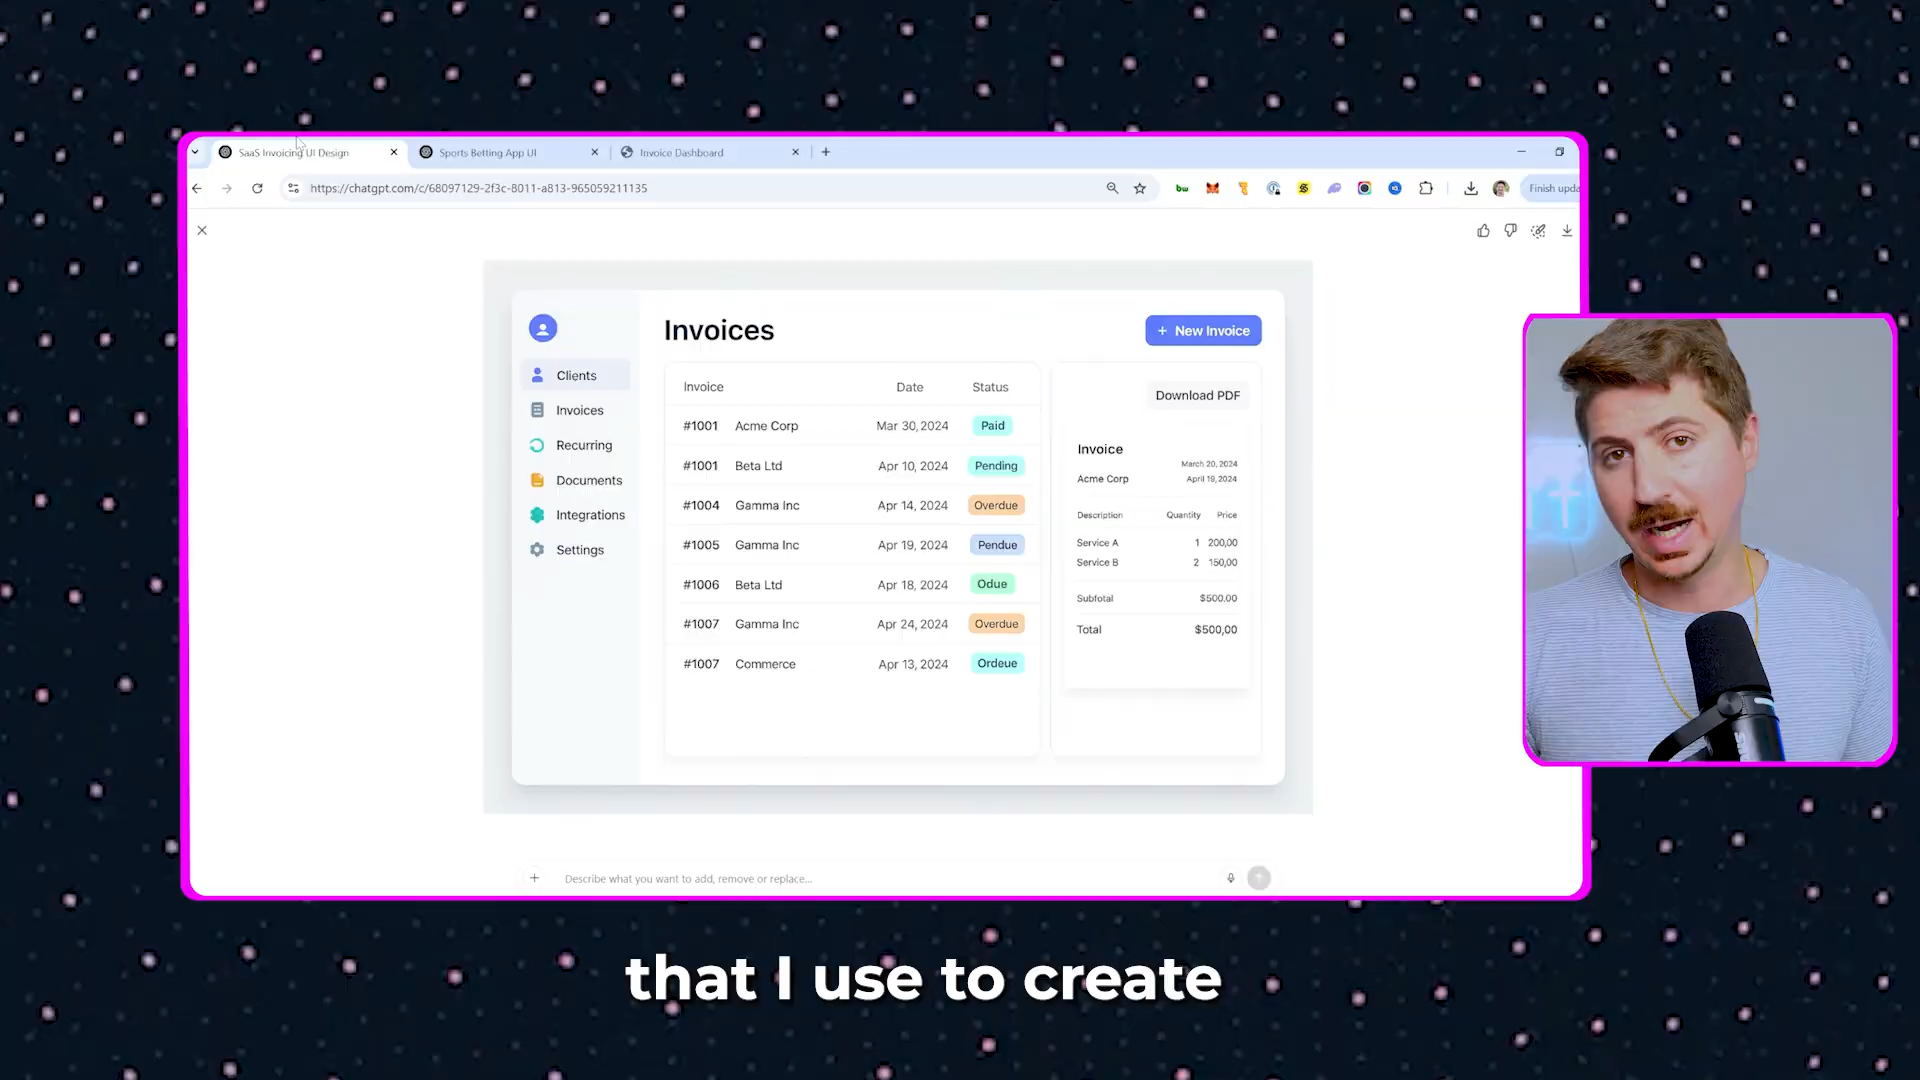 SaaS Invoicing UI Design
Sports Betting App UI
Invoice Dashboard
https://chatgpt.com/c/68097129-2f3c-8011-a813-965059211135
Finish upda
Invoices
+ New Invoice
Clients
Invoices
Recurring
Documents
Integrations
Settings
Invoice Date Status
#1001 Acme Corp Mar 30, 2024 Paid
#1001 Beta Ltd Apr 10, 2024 Pending
#1004 Gamma Inc Apr 14, 2024 Overdue
#1005 Gamma Inc Apr 19, 2024 Pendue
#1006 Beta Ltd Apr 18, 2024 Odue
#1007 Gamma Inc Apr 24, 2024 Overdue
#1007 Commerce Apr 13, 2024 Ordeue
Download PDF
Invoice
March 20, 2024
Acme Corp April 19, 2024
Description Quantity Price
Service A 1 200,00
Service B 2 150,00
Subfotal $500.00
Total $500,00
Describe what you want to add, remove or replace...
that I use to create